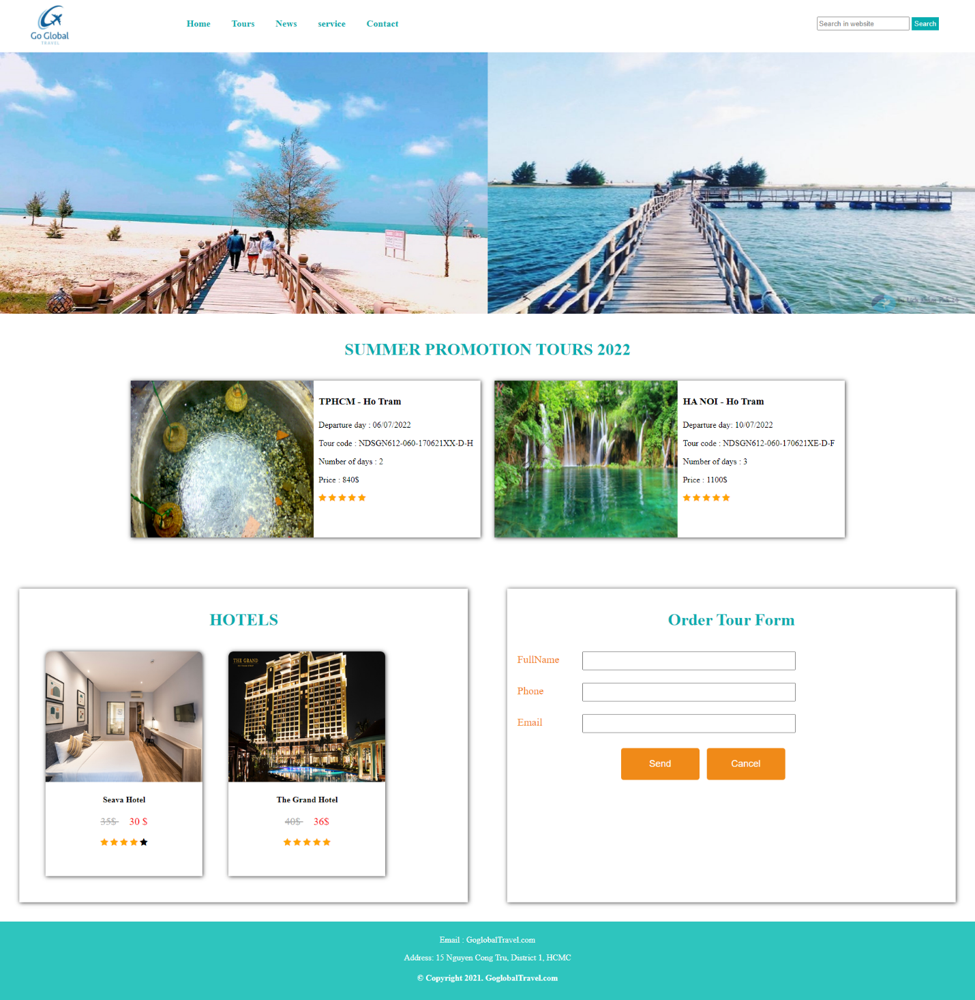 Go Global
TRAVEL
Home Tours News service Contact
Search in website Search
SUMMER PROMOTION TOURS 2022
TPHCM - Ho Tram
Departure day : 06/07/2022
Tour code : NDSGN612-060-170621XX-D-H
Number of days : 2
Price : 840$
HA NOI - Ho Tram
Departure day: 10/07/2022
Tour code : NDSGN612-060-170621XE-D-F
Number of days : 3
Price : 1100$
HOTELS
THE GRAND
Seava Hotel
35$ 30 $
The Grand Hotel
40$ 36$
Order Tour Form
FullName
Phone
Email
Send Cancel
Email : GoglobalTravel.com
Address: 15 Nguyen Cong Tru, District 1, HCMC
© Copyright 2021. GoglobalTravel.com